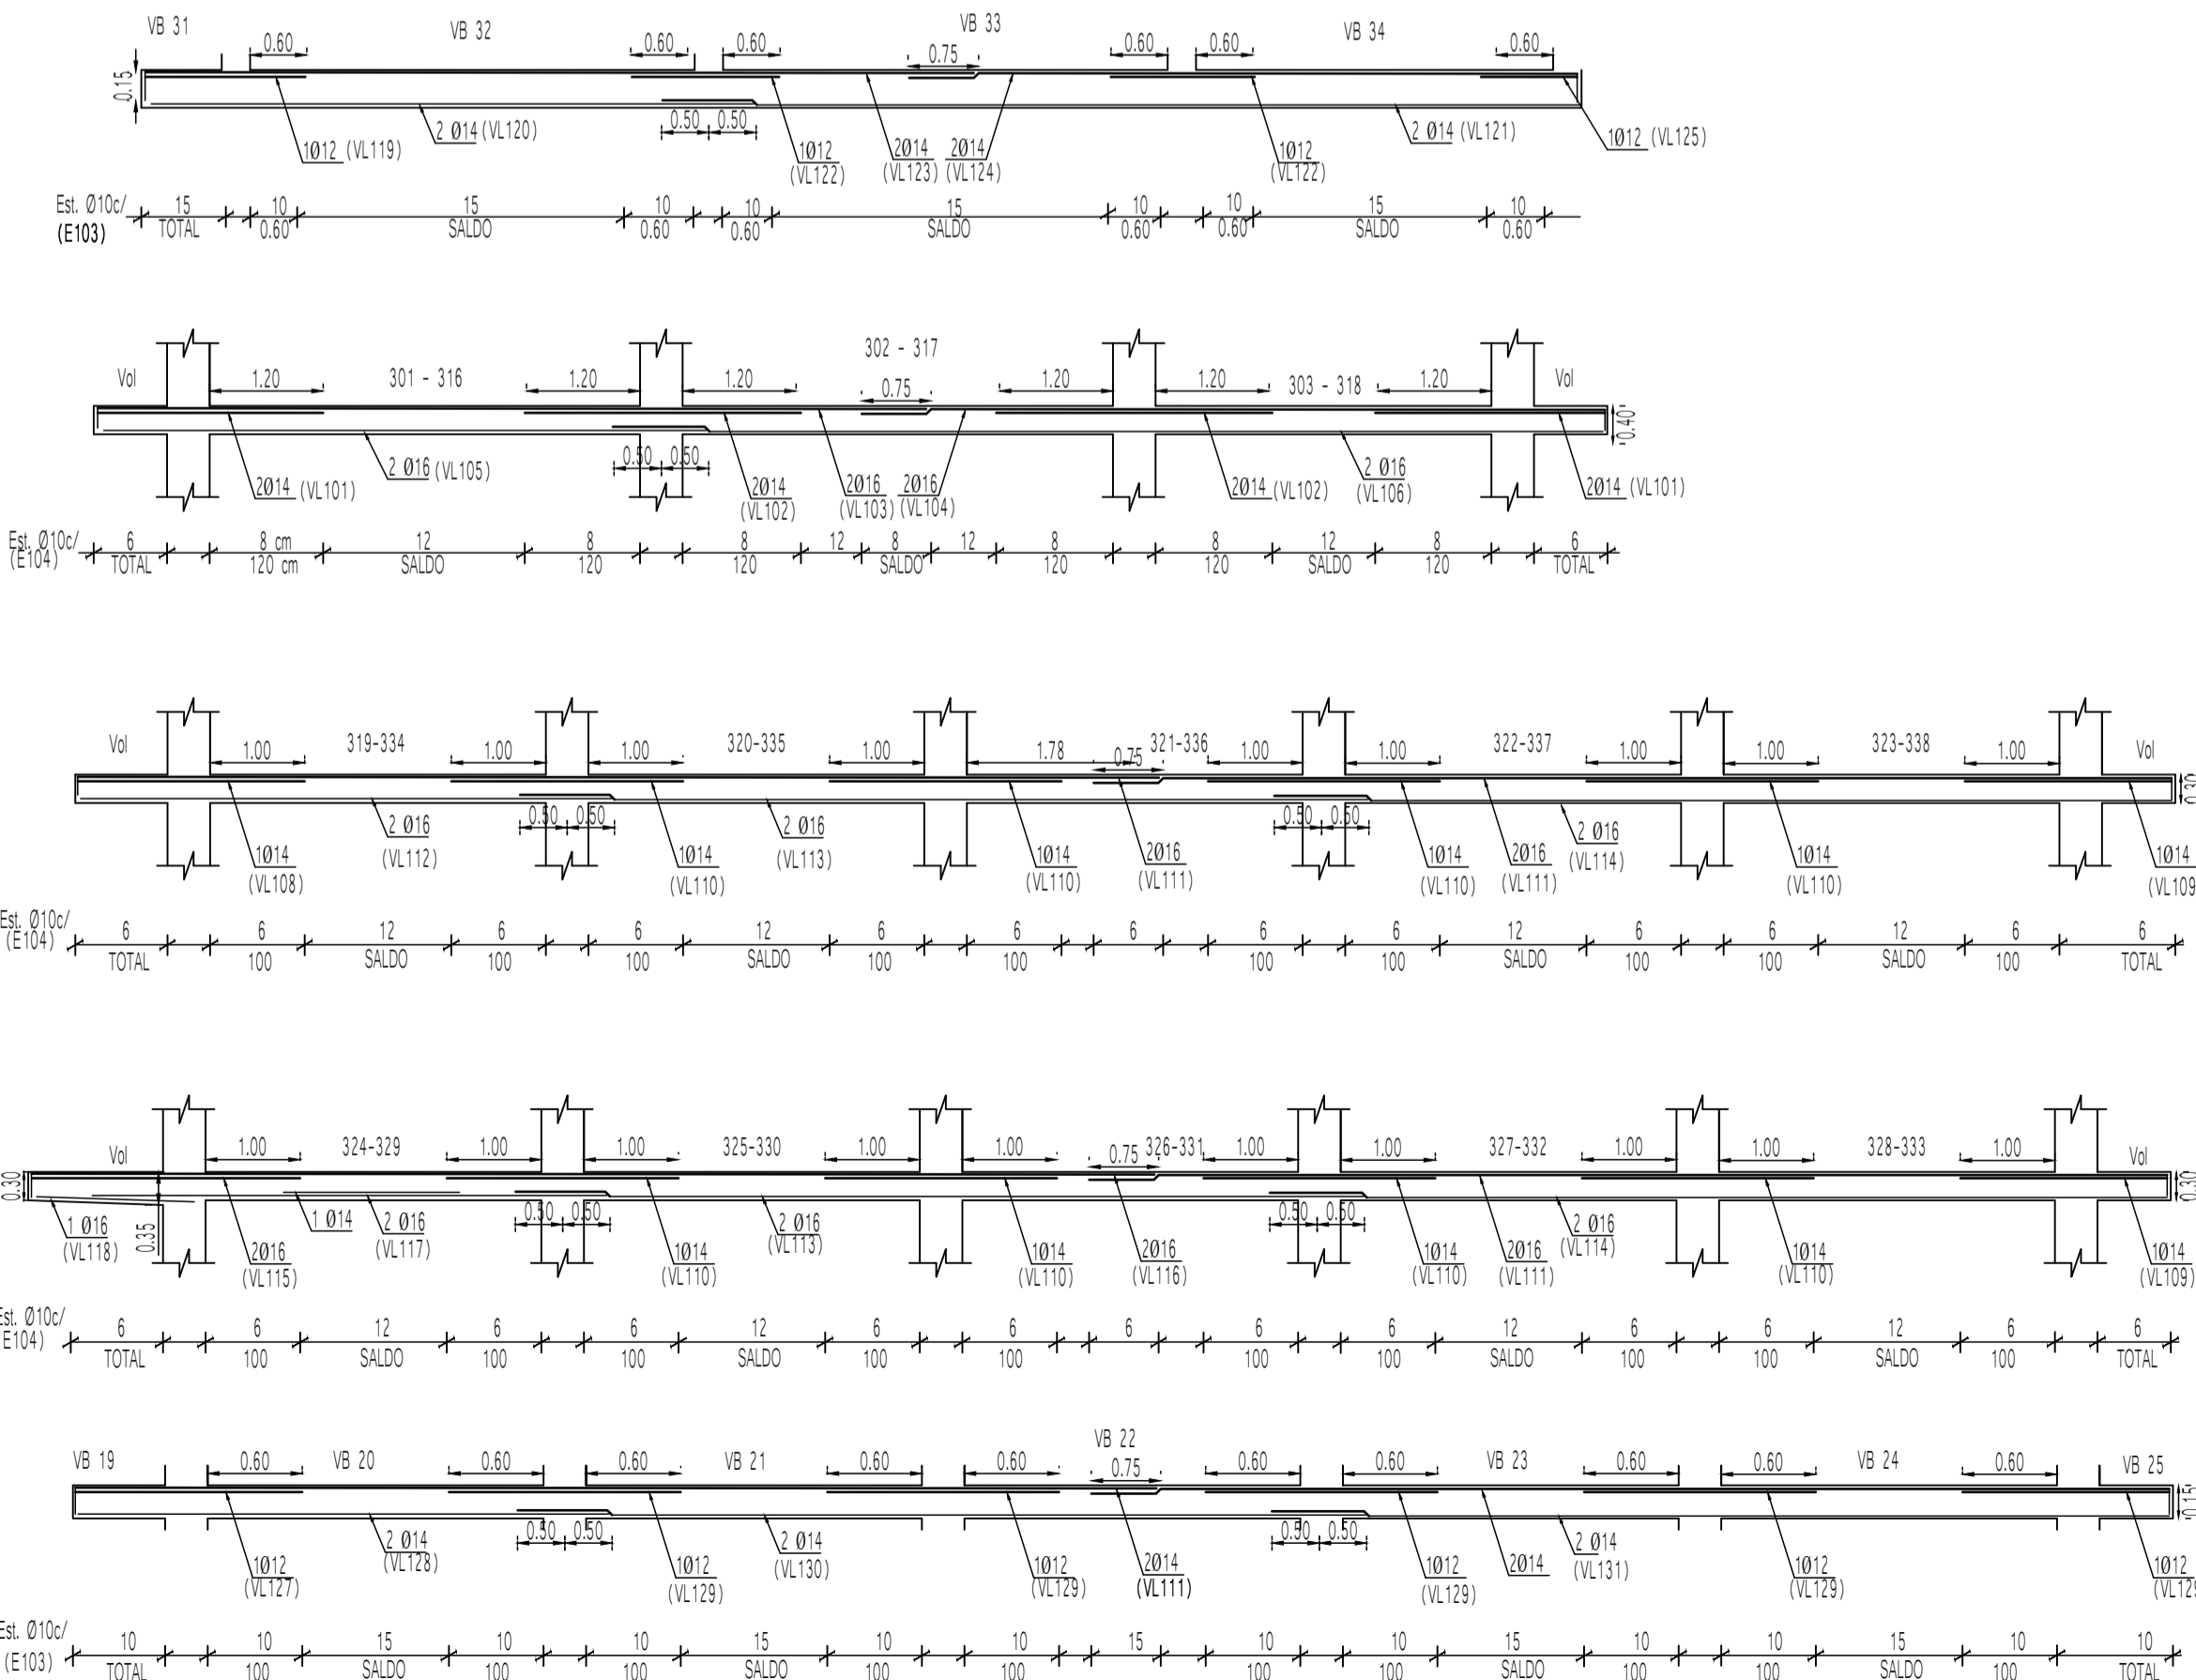 VB 31
VB 32
VB 33
VB 34
0.60
0.60
0.60
0.75
0.60
0.60
0.60
0.15
0.50 0.50
1Ø12 (VL119)
2 Ø14 (VL120)
1Ø12
(VL122)
2Ø14
(VL123)
2Ø14
(VL124)
1Ø12
(VL122)
2 Ø14 (VL121)
1Ø12 (VL125)
Est. Ø10c/
(E103)
15 10 15 10 10 15 10 10 15 10
TOTAL 0.60 SALDO 0.60 0.60 SALDO 0.60 0.60 SALDO 0.60
302 - 317
Vol 1.20 301 - 316 1.20 1.20 0.75 1.20 1.20 303 - 318 1.20 Vol
0.40
0.50 0.50
2Ø14 (VL101)
2 Ø16 (VL105)
2Ø14
(VL102)
2Ø16
(VL103)
2Ø16
(VL104)
2Ø14 (VL102)
2 Ø16
(VL106)
2Ø14 (VL101)
Est. Ø10c/
(E104)
6 8 cm 12 8 8 12 8 12 8 8 12 8 6
TOTAL 120 cm SALDO 120 120 SALDO 120 120 SALDO 120 TOTAL
Vol 1.00 319-334 1.00 1.00 320-335 1.00 1.78 0.75 321-336 1.00 1.00 322-337 1.00 1.00 323-338 1.00 Vol
0.30
0.50 0.50
0.50 0.50
1Ø14
(VL108)
2 Ø16
(VL112)
1Ø14
(VL110)
2 Ø16
(VL113)
1Ø14
(VL110)
2Ø16
(VL111)
1Ø14
(VL110)
2Ø16
(VL111)
2 Ø16
(VL114)
1Ø14
(VL110)
1Ø14
(VL109
Est. Ø10c/
(E104)
6 6 12 6 6 12 6 6 6 6 6 12 6 6 12 6 6
TOTAL 100 SALDO 100 100 SALDO 100 100 100 100 SALDO 100 100 SALDO 100 TOTAL
Vol 1.00 324-329 1.00 1.00 325-330 1.00 1.00 0.75 326-331 1.00 1.00 327-332 1.00 1.00 328-333 1.00 Vol
0.30
0.35
0.30
0.50 0.50
0.50 0.50
1 Ø16
(VL118)
2Ø16
(VL115)
1 Ø14
2 Ø16
(VL117)
1Ø14
(VL110)
2 Ø16
(VL113)
1Ø14
(VL110)
2Ø16
(VL116)
1Ø14
(VL110)
2Ø16
(VL111)
2 Ø16
(VL114)
1Ø14
(VL110)
1Ø14
(VL109)
Est. Ø10c/
(E104)
6 6 12 6 6 12 6 6 6 6 6 12 6 6 12 6 6
TOTAL 100 SALDO 100 100 SALDO 100 100 100 100 SALDO 100 100 SALDO 100 TOTAL
VB 22
VB 19 0.60 VB 20 0.60 0.60 VB 21 0.60 0.60 0.75 0.60 0.60 VB 23 0.60 0.60 VB 24 0.60 VB 25
0.15
0.50 0.50
0.50 0.50
1Ø12
(VL127)
2 Ø14
(VL128)
1Ø12
(VL129)
2 Ø14
(VL130)
1Ø12
(VL129)
2Ø14
(VL111)
1Ø12
(VL129)
2Ø14
2 Ø14
(VL131)
1Ø12
(VL129)
1Ø12
(VL129
Est. Ø10c/
(E103)
10 10 15 10 10 15 10 10 15 10 10 15 10 10 15 10 10
TOTAL 100 SALDO 100 100 SALDO 100 100 100 100 SALDO 100 100 SALDO 100 TOTAL